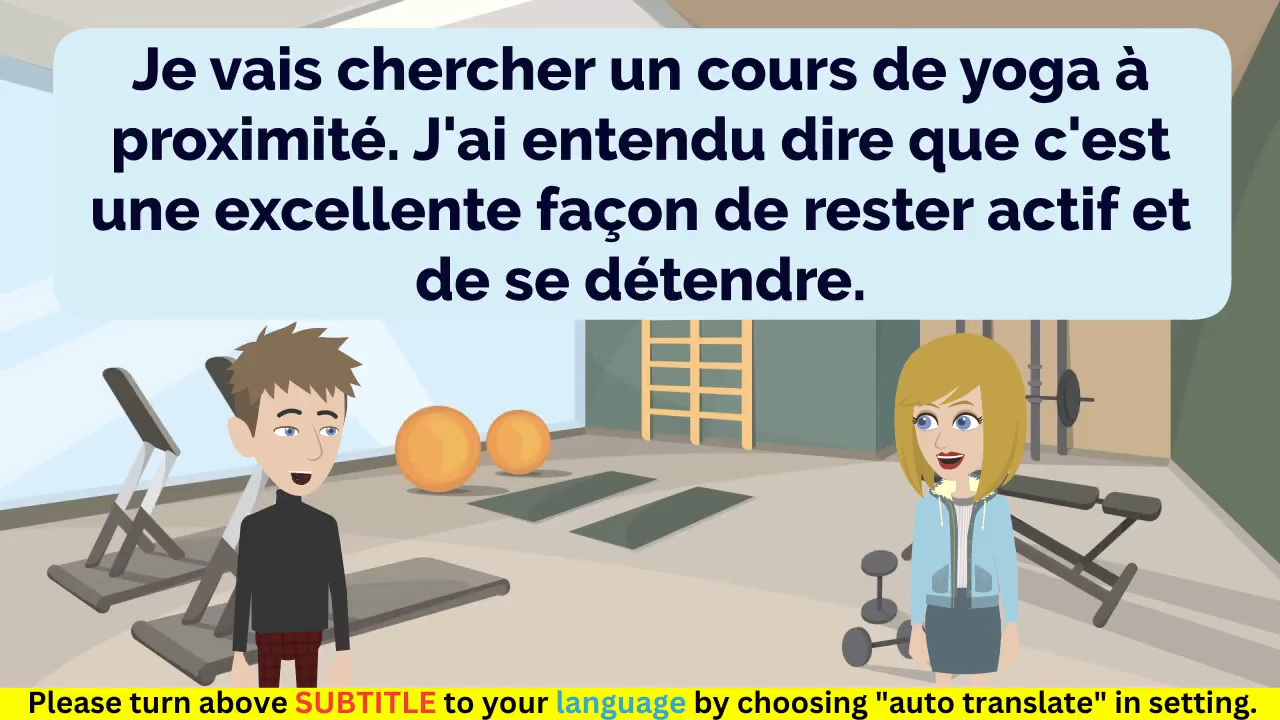 Je vais chercher un cours de yoga à
proximité. J'ai entendu dire que c'est
une excellente façon de rester actif et
de se détendre.
Please turn above SUBTITLE to your language by choosing "auto translate" in setting.